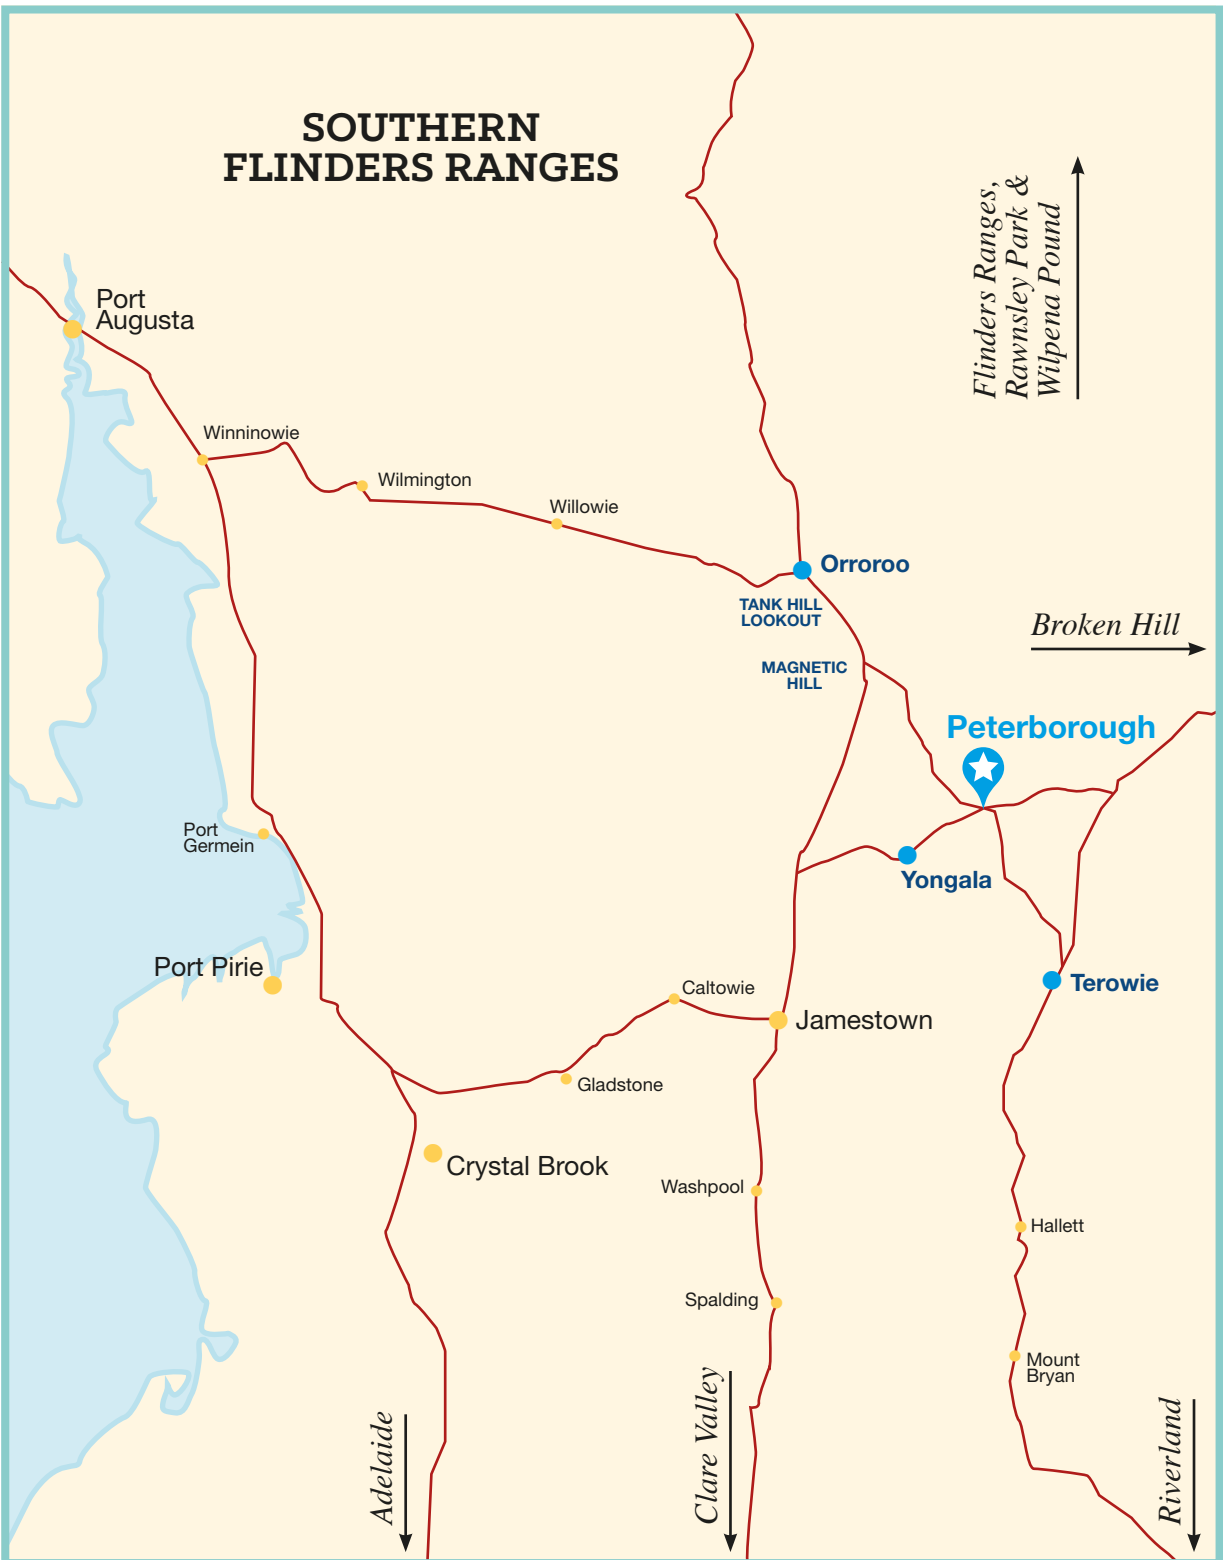 SOUTHERN
FLINDERS RANGES
Flinders Ranges,
Rawnsley Park &
Wilpena Pound
Port
Augusta
Winninowie
Wilmington
Willowie
Orroroo
TANK HILL
LOOKOUT
Broken Hill
MAGNETIC
HILL
Peterborough
Port
Germein
Yongala
Port Pirie
Terowie
Caltowie
Jamestown
Gladstone
Crystal Brook
Washpool
Hallett
Spalding
Mount
Bryan
Adelaide
Clare Valley
Riverland